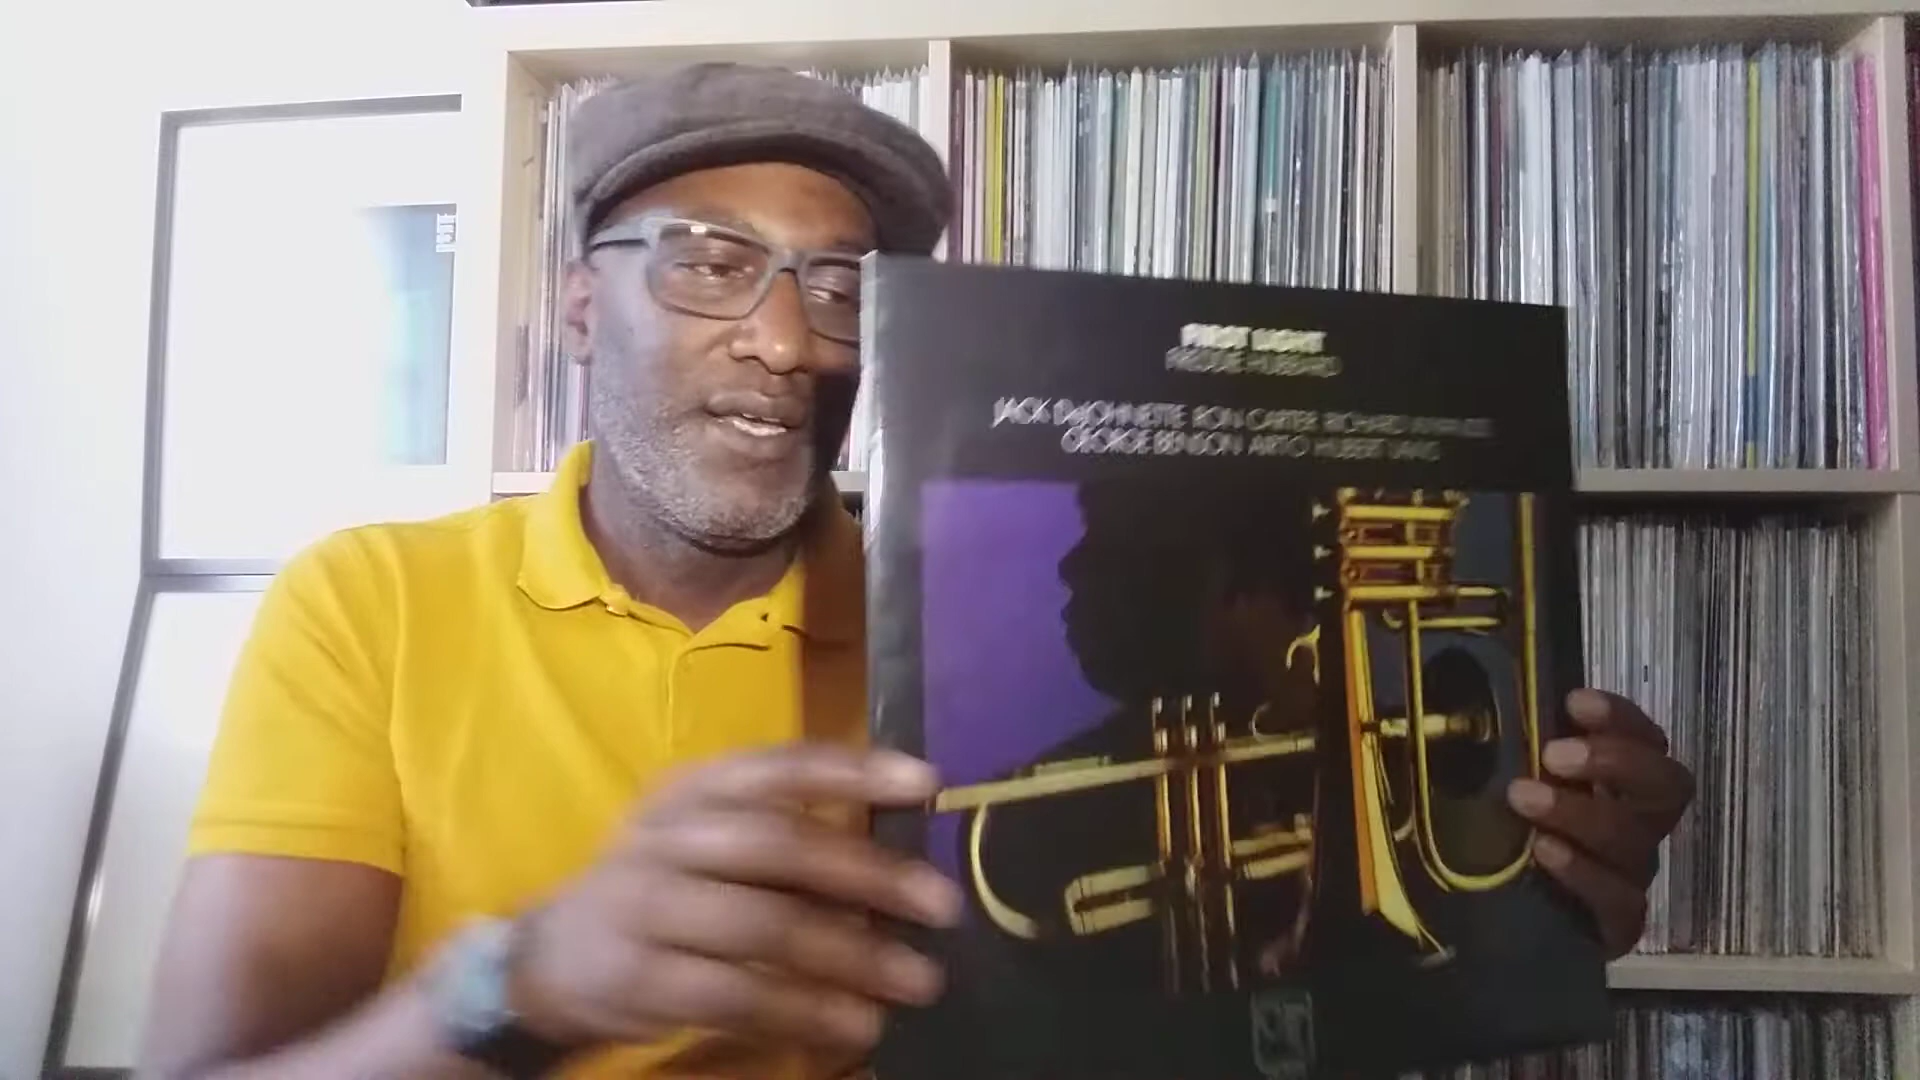 FIRST LIGHT
FREDDIE HUBBARD
JACK DeJOHNETTE RON CARTER RICHARD WYANDS
GEORGE BENSON AIRTO HUBERT LAWS